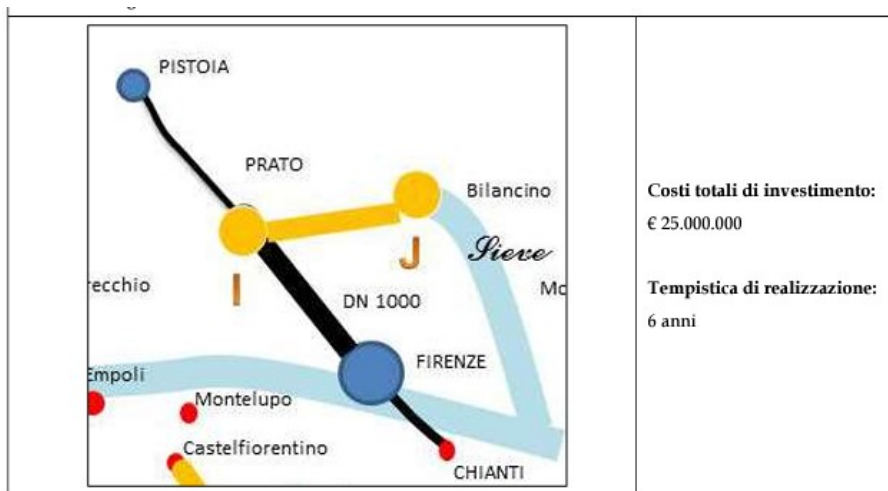 PISTOIA
PRATO
Bilancino
Sieve
J
I
recchio
DN 1000
Mo
FIRENZE
Empoli
Montelupo
Castelfiorentino
CHIANTI
Costi totali di investimento:
€ 25.000.000
Tempistica di realizzazione:
6 anni